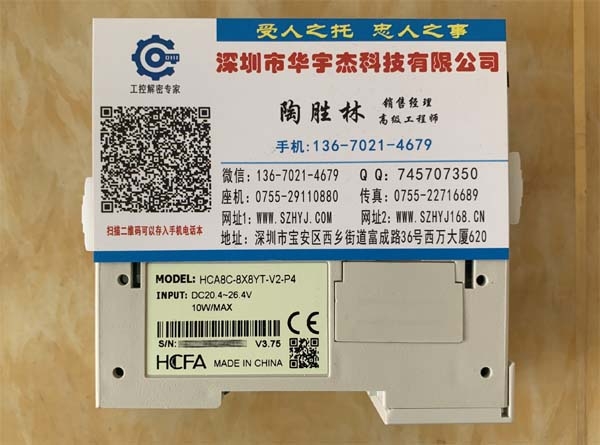 受人之托 忠人之事
深圳市华宇杰科技有限公司
工控解密专家
陶胜林 销售经理
高级工程师
手机:136-7021-4679
微信:136-7021-4679 QQ:745707350
座机:0755-29110880 传真:0755-22716689
网址1:WWW.SZHYJ.COM 网址2:WWW.SZHYJ168.CN
地址:深圳市宝安区西乡街道富成路36号西万大厦620
扫描二维码可以存入手机电话本
MODEL: HCA8C-8X8YT-V2-P4
INPUT: DC20.4~26.4V
10W/MAX
S/N: V3.75
HCFA MADE IN CHINA
CE